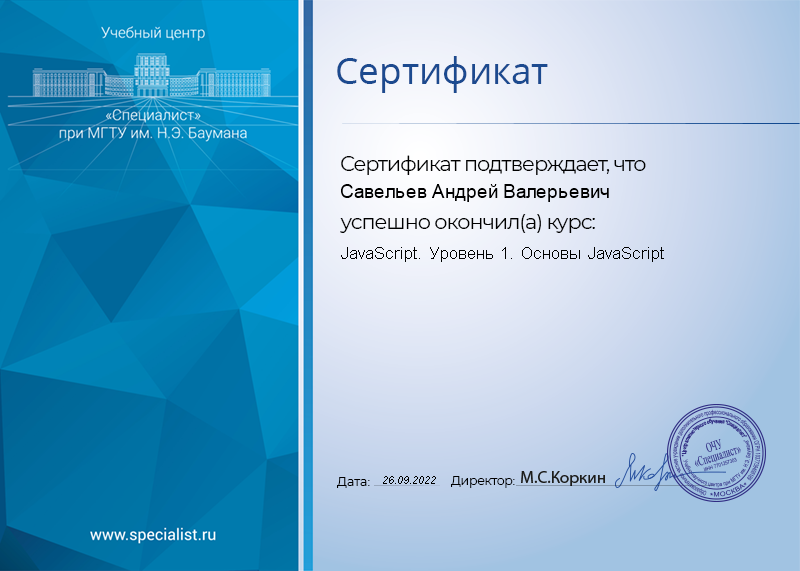 Учебный центр
«Специалист»
при МГТУ им. Н.Э. Баумана
www.specialist.ru
Сертификат
Сертификат подтверждает, что
Савельев Андрей Валерьевич
успешно окончил(а) курс:
JavaScript. Уровень 1. Основы JavaScript
Дата: 26.09.2022 Директор: М.С.Коркин
ОЧУ
«Специалист»
*МОСКВА*